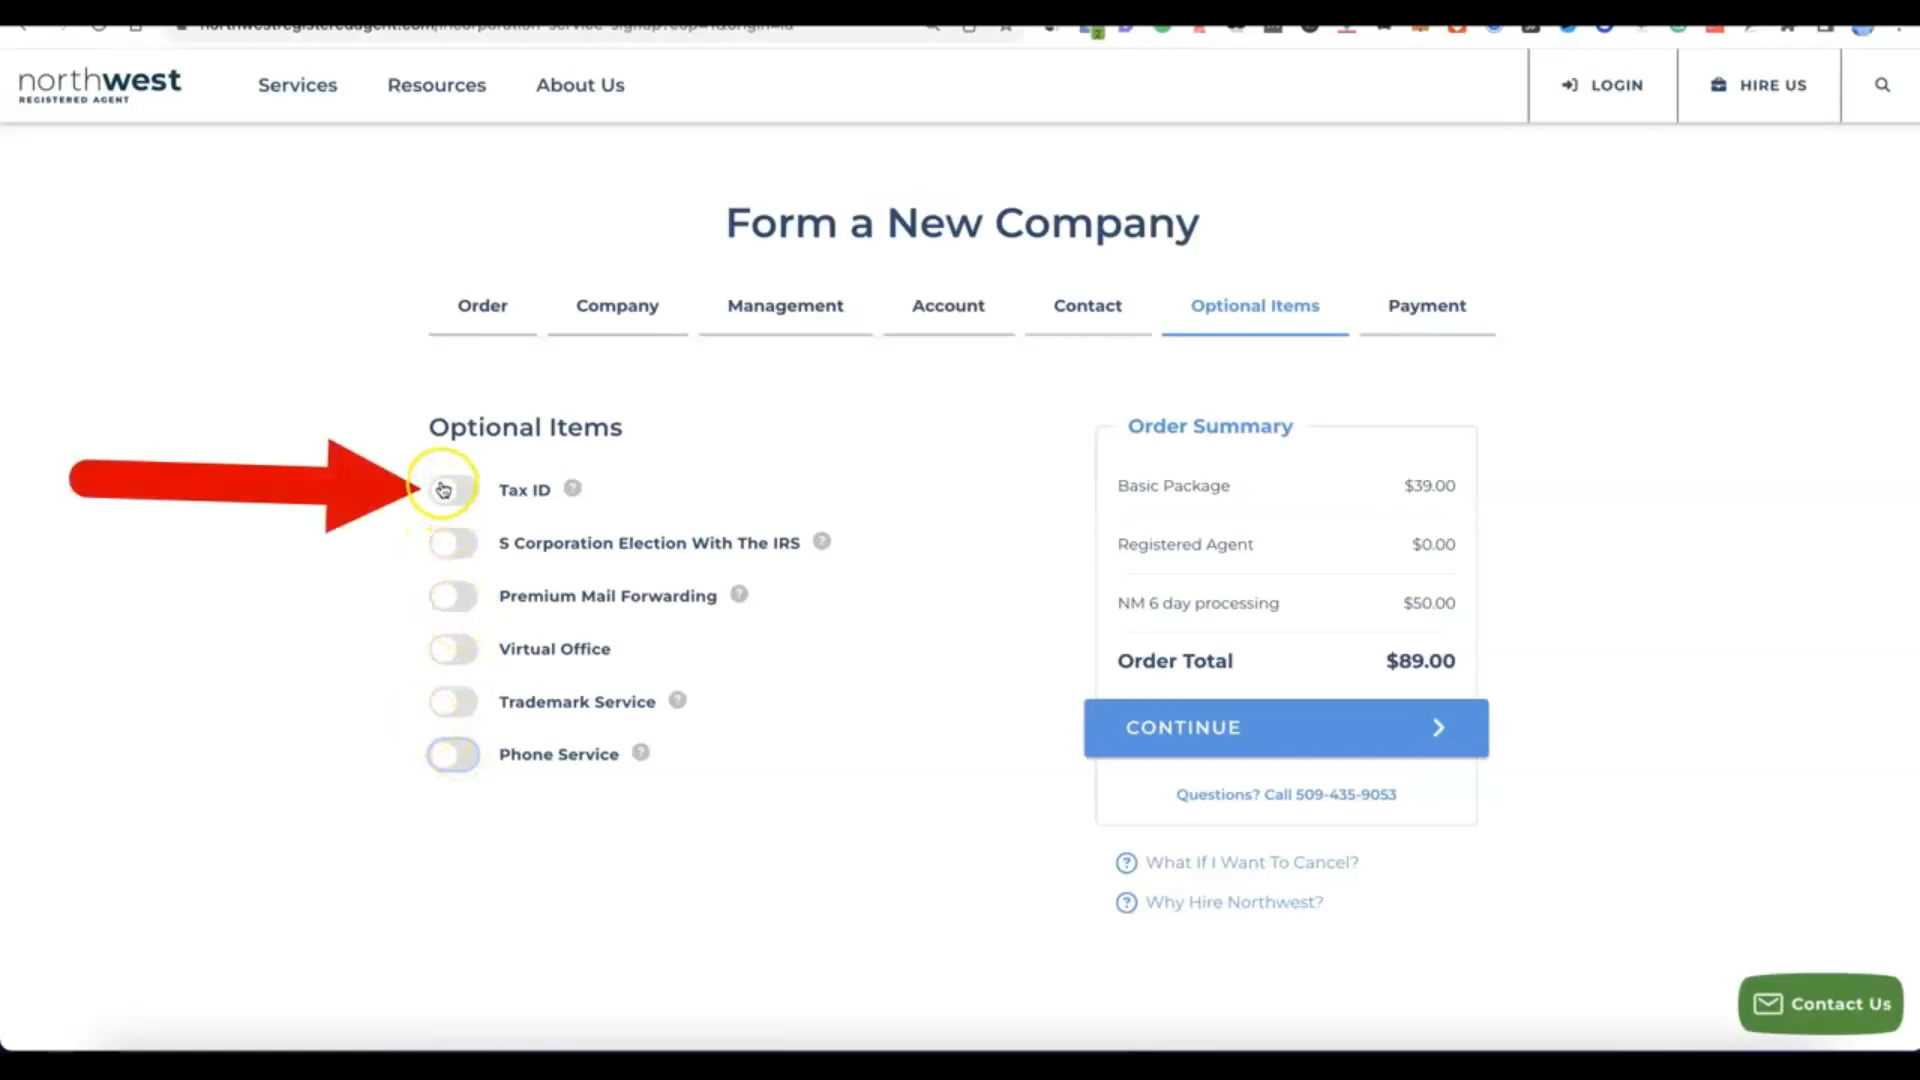 northwest
REGISTERED AGENT
Services
Resources
About Us
LOGIN
HIRE US
Form a New Company
Order
Company
Management
Account
Contact
Optional Items
Payment
Optional Items
Tax ID ?
S Corporation Election With The IRS ?
Premium Mail Forwarding ?
Virtual Office
Trademark Service ?
Phone Service ?
Order Summary
Basic Package $39.00
Registered Agent $0.00
NM 6 day processing $50.00
Order Total $89.00
CONTINUE
Questions? Call 509-435-9053
? What If I Want To Cancel?
? Why Hire Northwest?
Contact Us